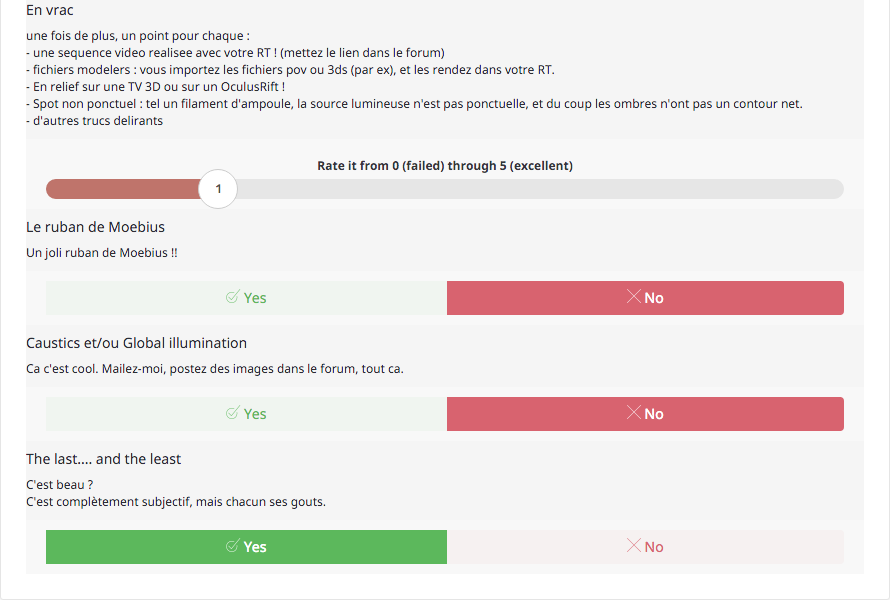 En vrac
une fois de plus, un point pour chaque :
- une sequence video realisee avec votre RT ! (mettez le lien dans le forum)
- fichiers modelers : vous importez les fichiers pov ou 3ds (par ex), et les rendez dans votre RT.
- En relief sur une TV 3D ou sur un OculusRift !
- Spot non ponctuel : tel un filament d'ampoule, la source lumineuse n'est pas ponctuelle, et du coup les ombres n'ont pas un contour net.
- d'autres trucs delirants
Rate it from 0 (failed) through 5 (excellent)
1
Le ruban de Moebius
Un joli ruban de Moebius !!
Yes No
Caustics et/ou Global illumination
Ca c'est cool. Mailez-moi, postez des images dans le forum, tout ca.
Yes No
The last.... and the least
C'est beau ?
C'est complètement subjectif, mais chacun ses gouts.
Yes No